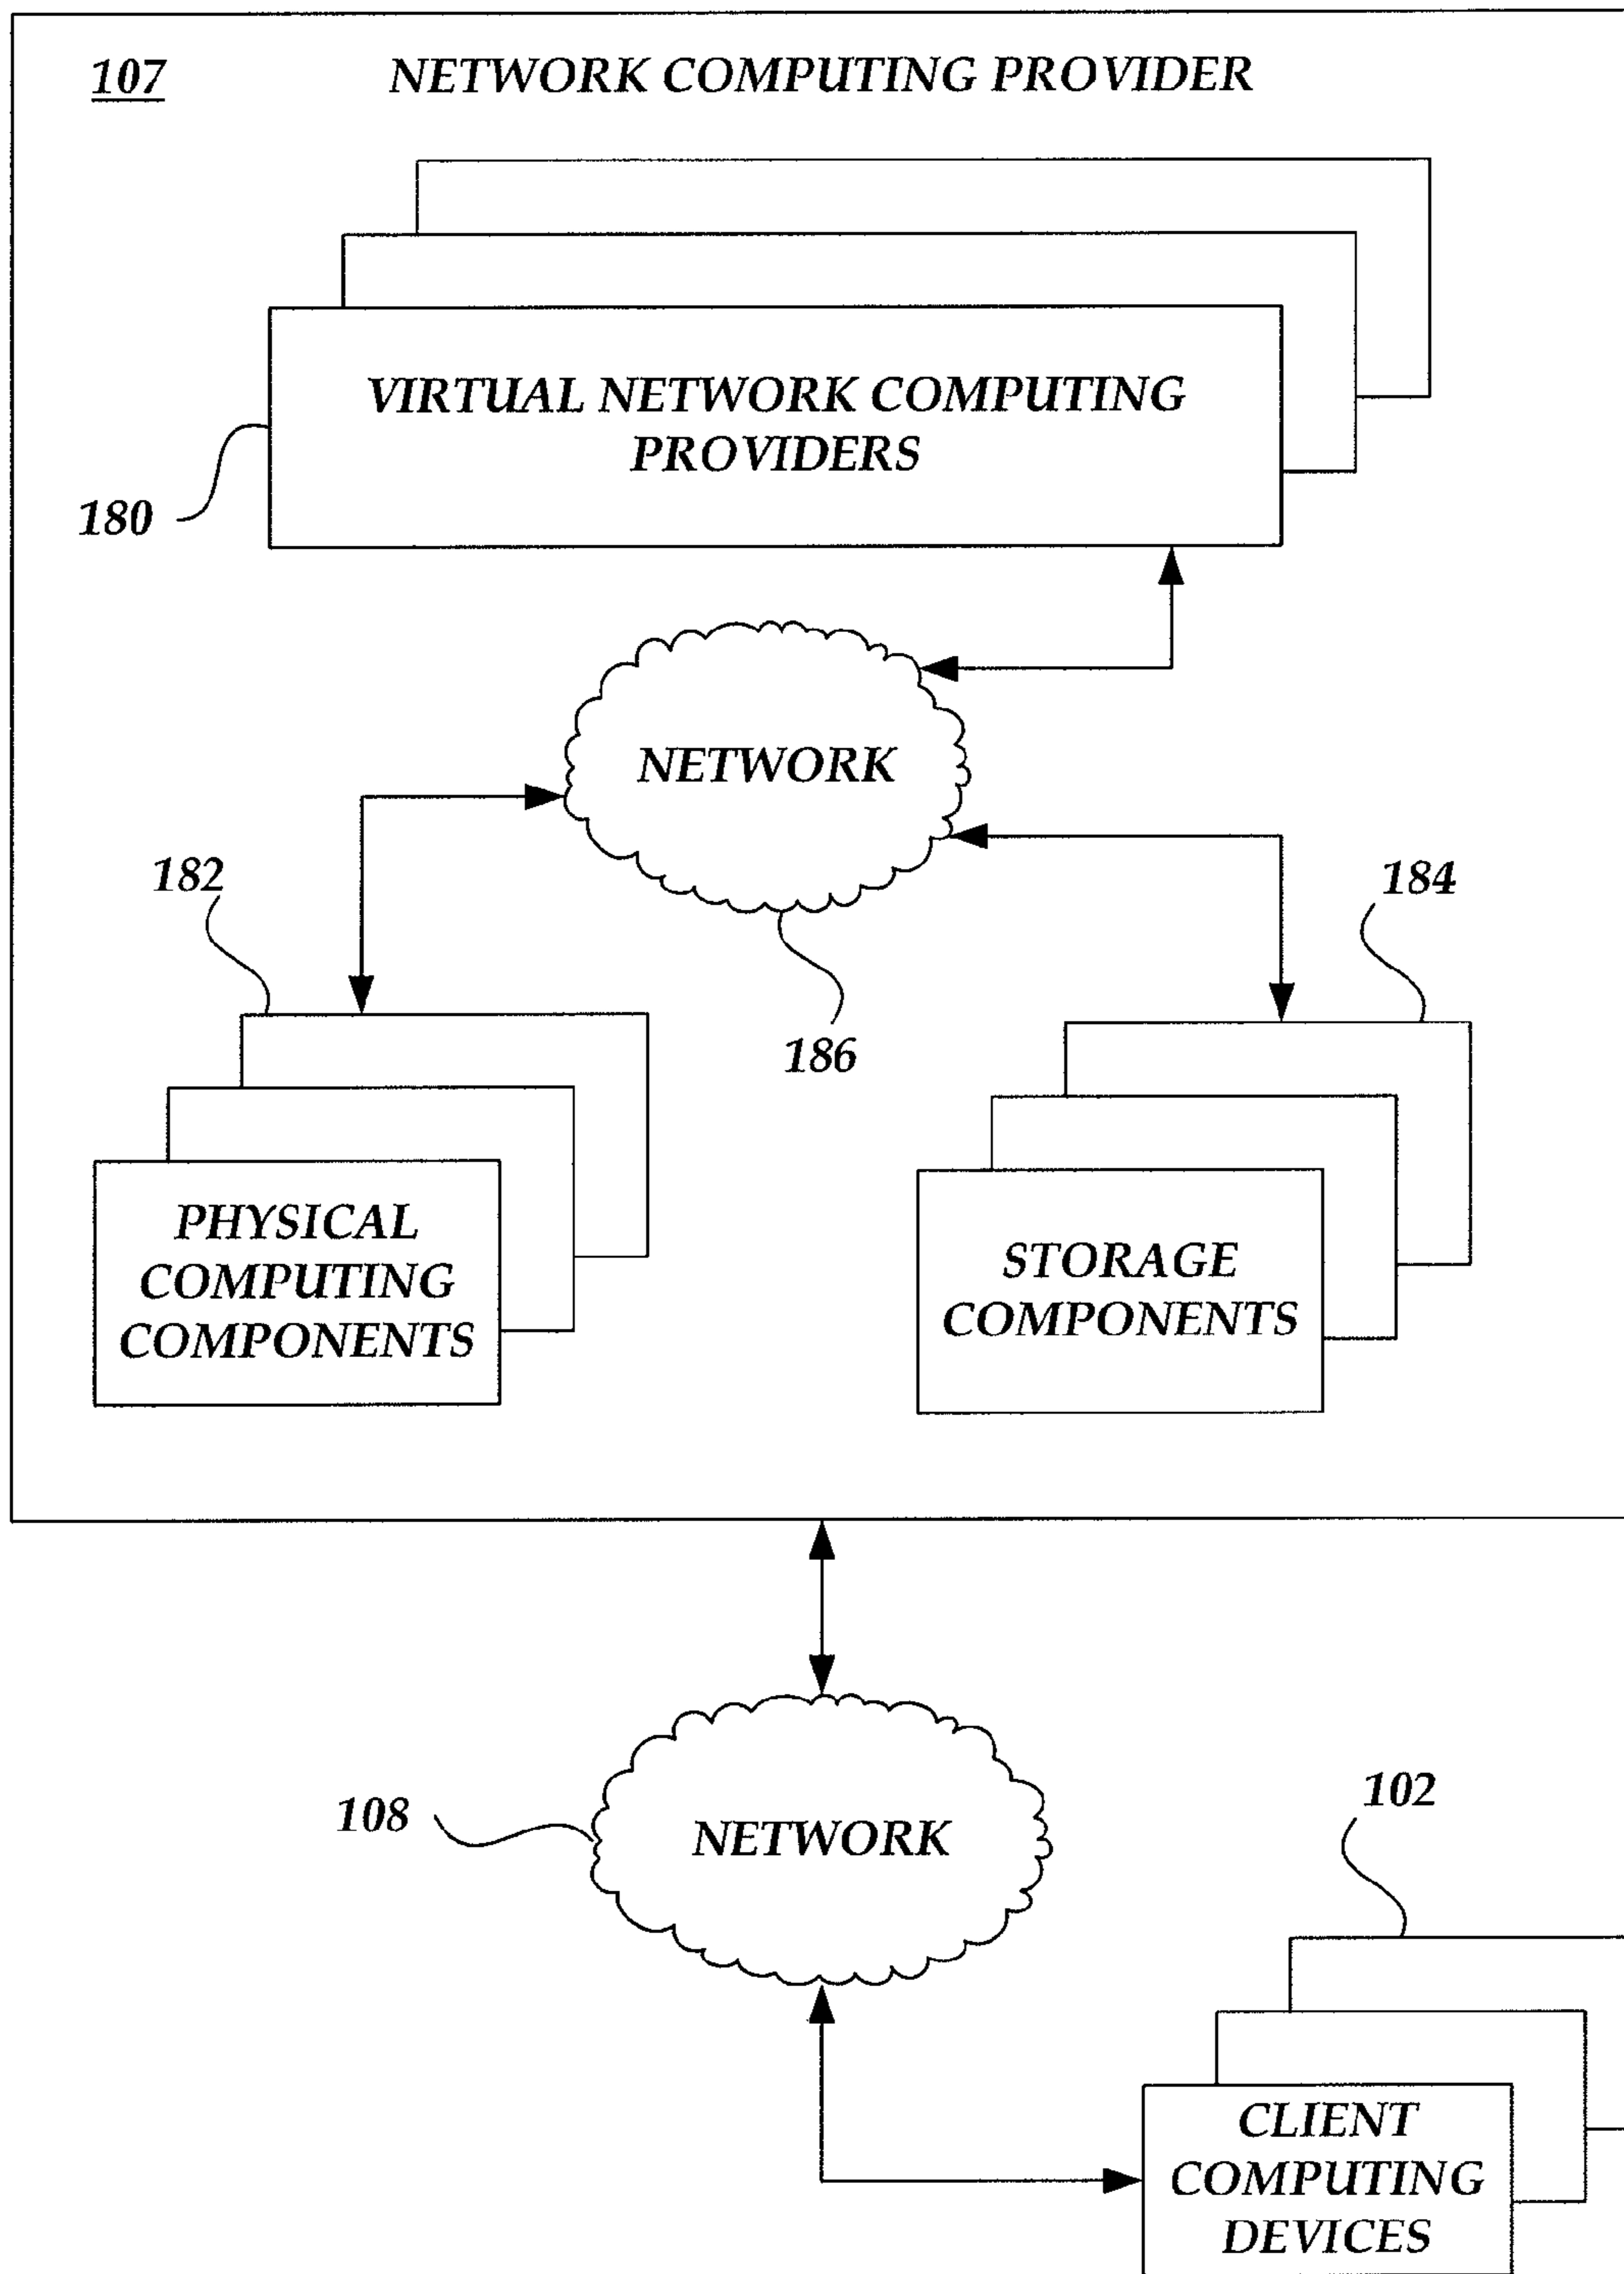 107 NETWORK COMPUTING PROVIDER
VIRTUAL NETWORK COMPUTING
PROVIDERS
180
NETWORK
182
184
186
PHYSICAL
COMPUTING
COMPONENTS
STORAGE
COMPONENTS
108
NETWORK
102
CLIENT
COMPUTING
DEVICES